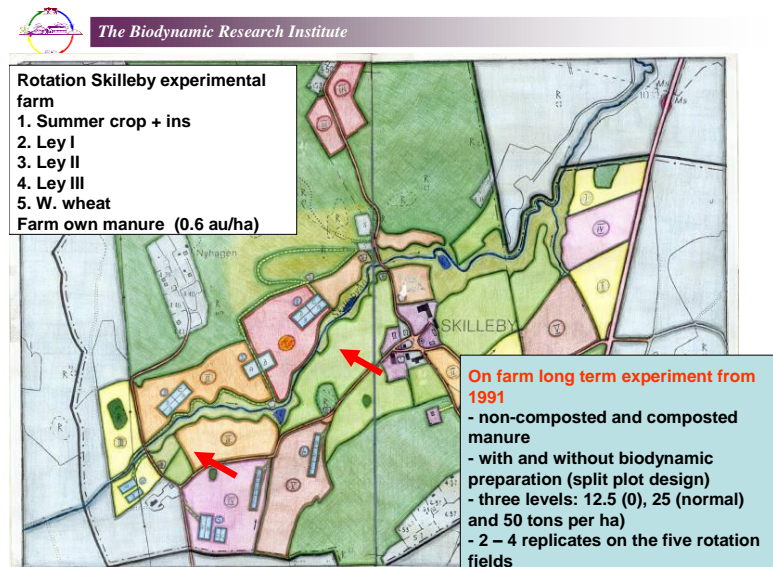 The Biodynamic Research Institute
Rotation Skilleby experimental
farm
1. Summer crop + ins
2. Ley I
3. Ley II
4. Ley III
5. W. wheat
Farm own manure (0.6 au/ha)
Nyhagen
SKILLEBY
On farm long term experiment from
1991
- non-composted and composted
manure
- with and without biodynamic
preparation (split plot design)
- three levels: 12.5 (0), 25 (normal)
and 50 tons per ha)
- 2 – 4 replicates on the five rotation
fields